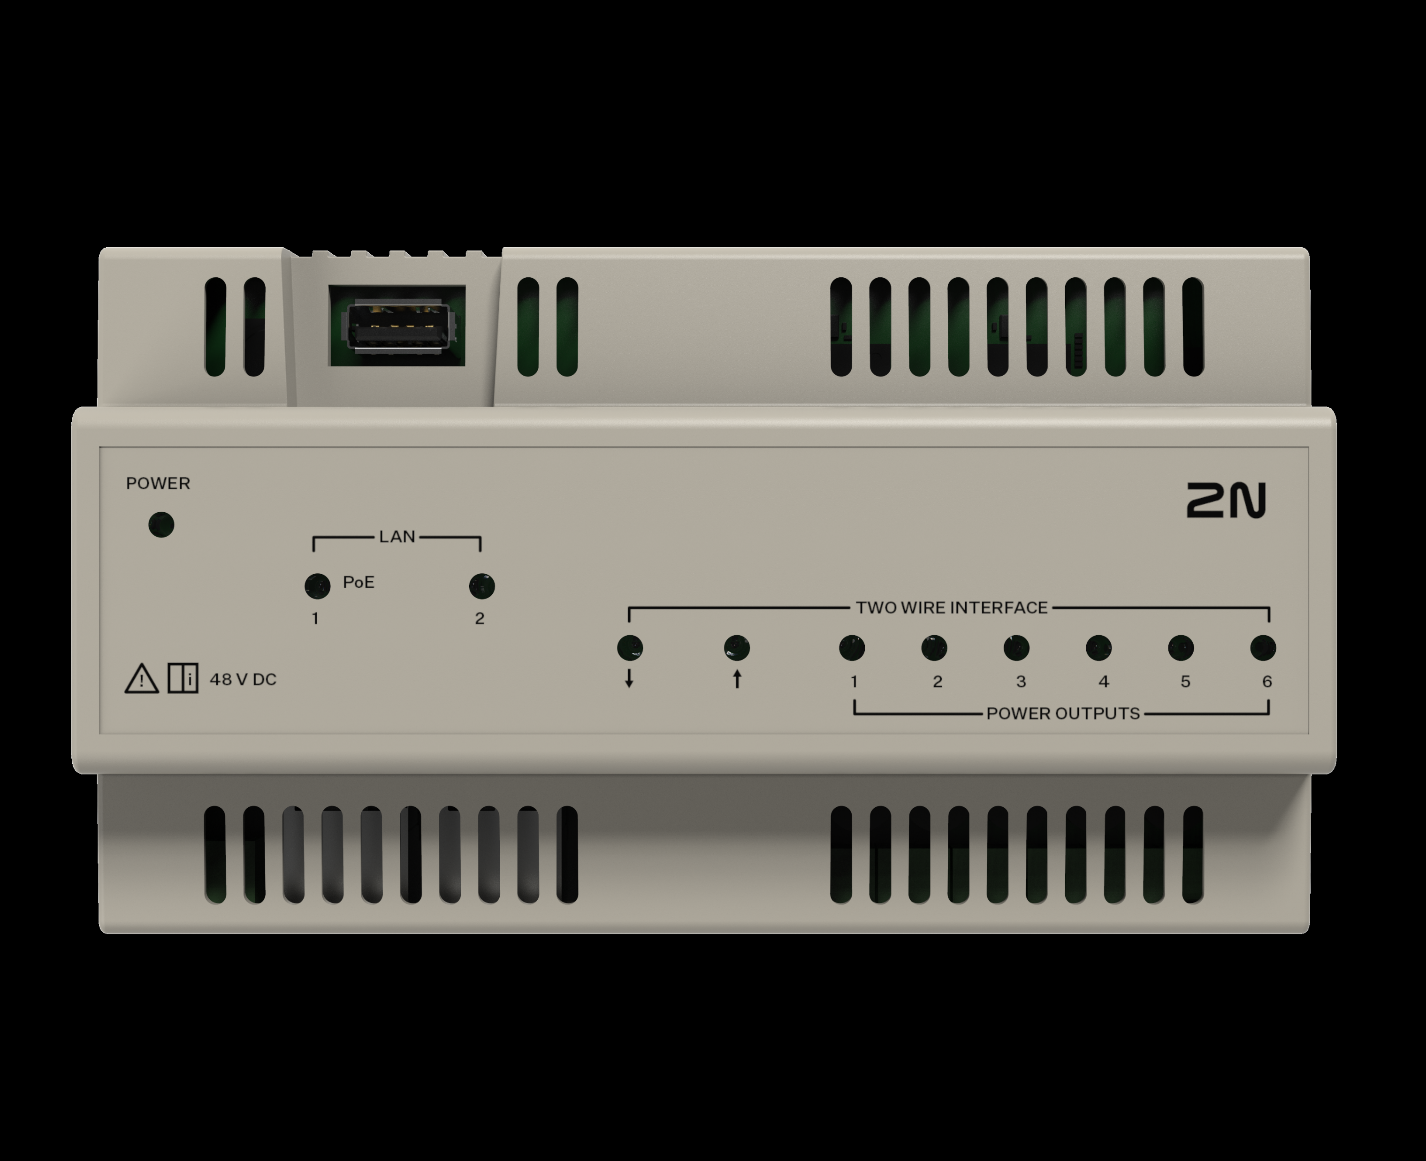 POWER
2N
LAN
PoE
1 2
TWO WIRE INTERFACE
↓ ↑ 1 2 3 4 5 6
48 V DC
POWER OUTPUTS